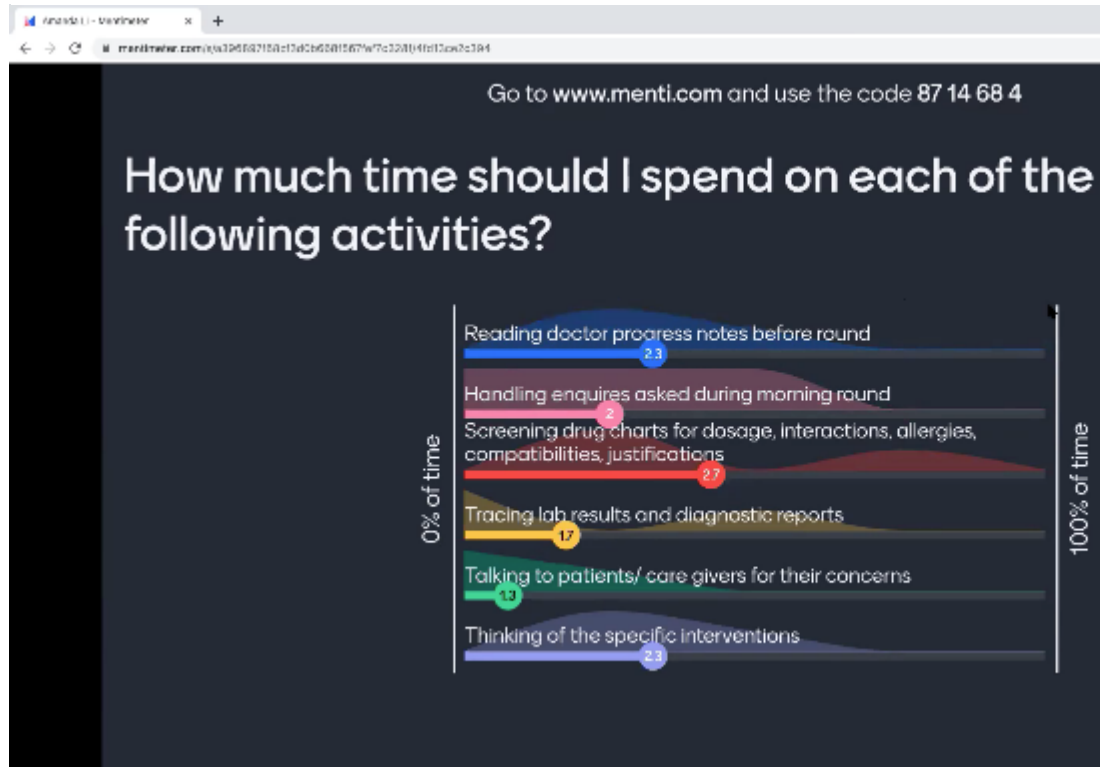 Amanda Li - Mentimeter
Go to www.menti.com and use the code 87 14 68 4
How much time should I spend on each of the
following activities?
Reading doctor progress notes before round
2.3
Handling enquires asked during morning round
2
Screening drug charts for dosage, interactions, allergies,
compatibilities, justifications
2.7
0% of time
100% of time
Tracing lab results and diagnostic reports
1.7
Talking to patients/ care givers for their concerns
1.3
Thinking of the specific interventions
2.3